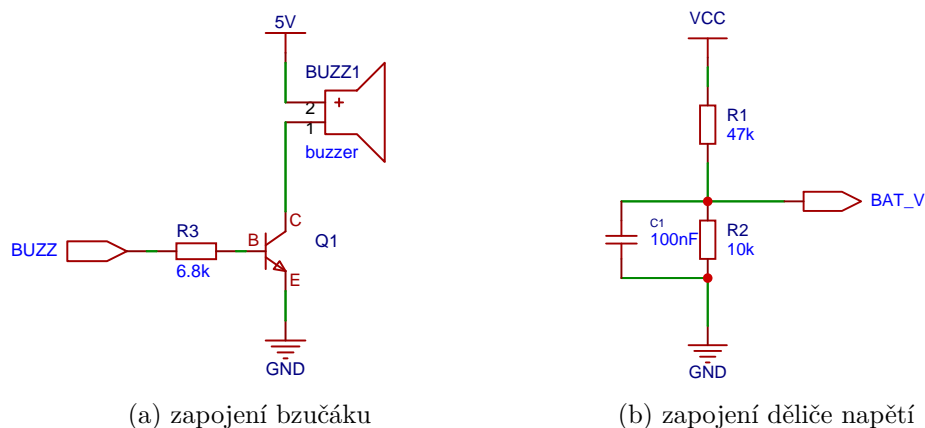 5V
BUZZ1
+
2
1
buzzer
C
B
Q1
E
R3
6.8k
BUZZ
GND
(a) zapojení bzučáku
VCC
R1
47k
BAT_V
C1
100nF
R2
10k
GND
(b) zapojení děliče napětí